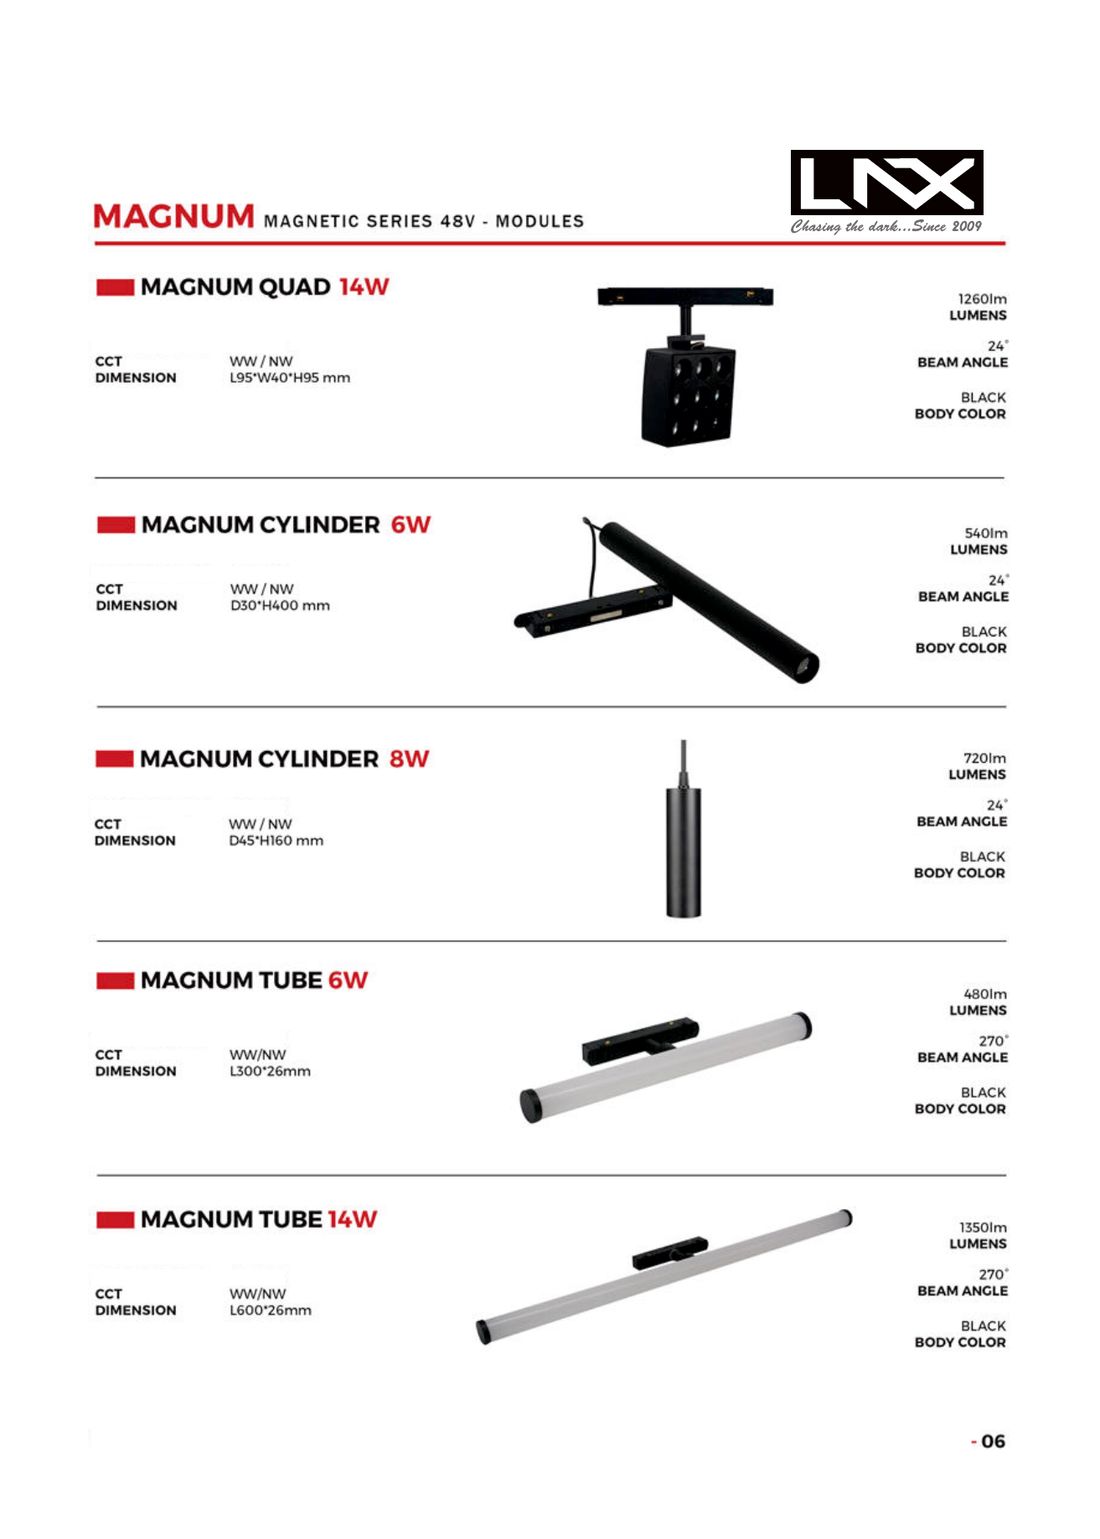 LNX
Chasing the dark...Since 2009
MAGNUM MAGNETIC SERIES 48V - MODULES
MAGNUM QUAD 14W
CCT WW / NW
DIMENSION L95*W40*H95 mm
1260lm
LUMENS
24°
BEAM ANGLE
BLACK
BODY COLOR
MAGNUM CYLINDER 6W
CCT WW / NW
DIMENSION D30*H400 mm
540lm
LUMENS
24°
BEAM ANGLE
BLACK
BODY COLOR
MAGNUM CYLINDER 8W
CCT WW / NW
DIMENSION D45*H160 mm
720lm
LUMENS
24°
BEAM ANGLE
BLACK
BODY COLOR
MAGNUM TUBE 6W
CCT WW/NW
DIMENSION L300*26mm
480lm
LUMENS
270°
BEAM ANGLE
BLACK
BODY COLOR
MAGNUM TUBE 14W
CCT WW/NW
DIMENSION L600*26mm
1350lm
LUMENS
270°
BEAM ANGLE
BLACK
BODY COLOR
- 06